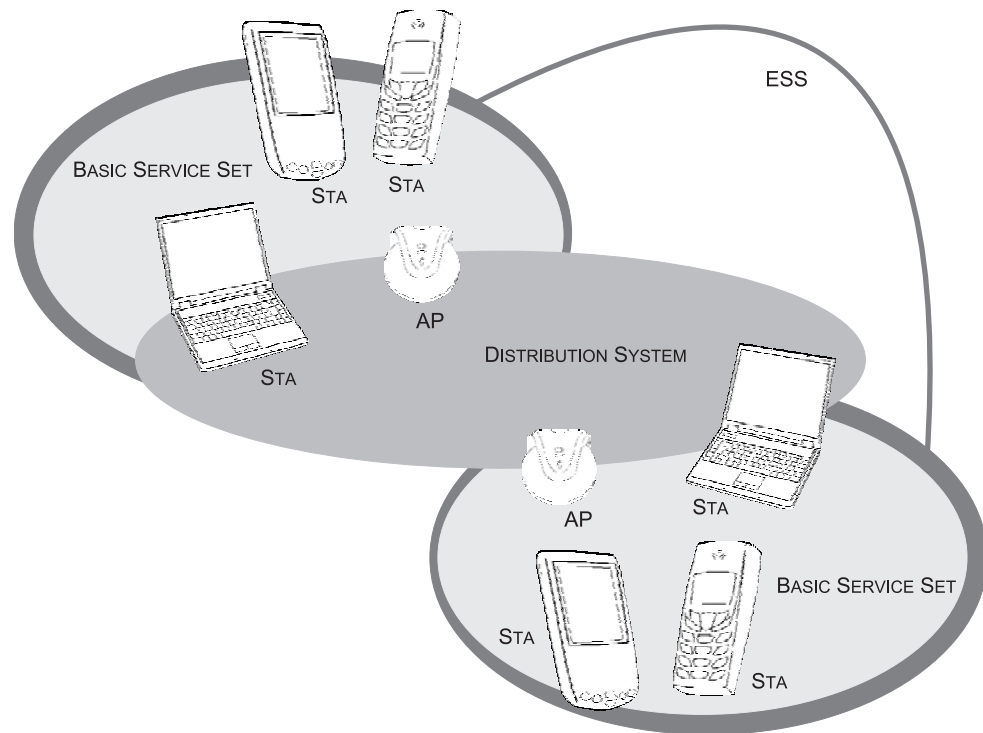 ESS
BASIC SERVICE SET
STA
STA
AP
STA
DISTRIBUTION SYSTEM
STA
AP
BASIC SERVICE SET
STA
STA